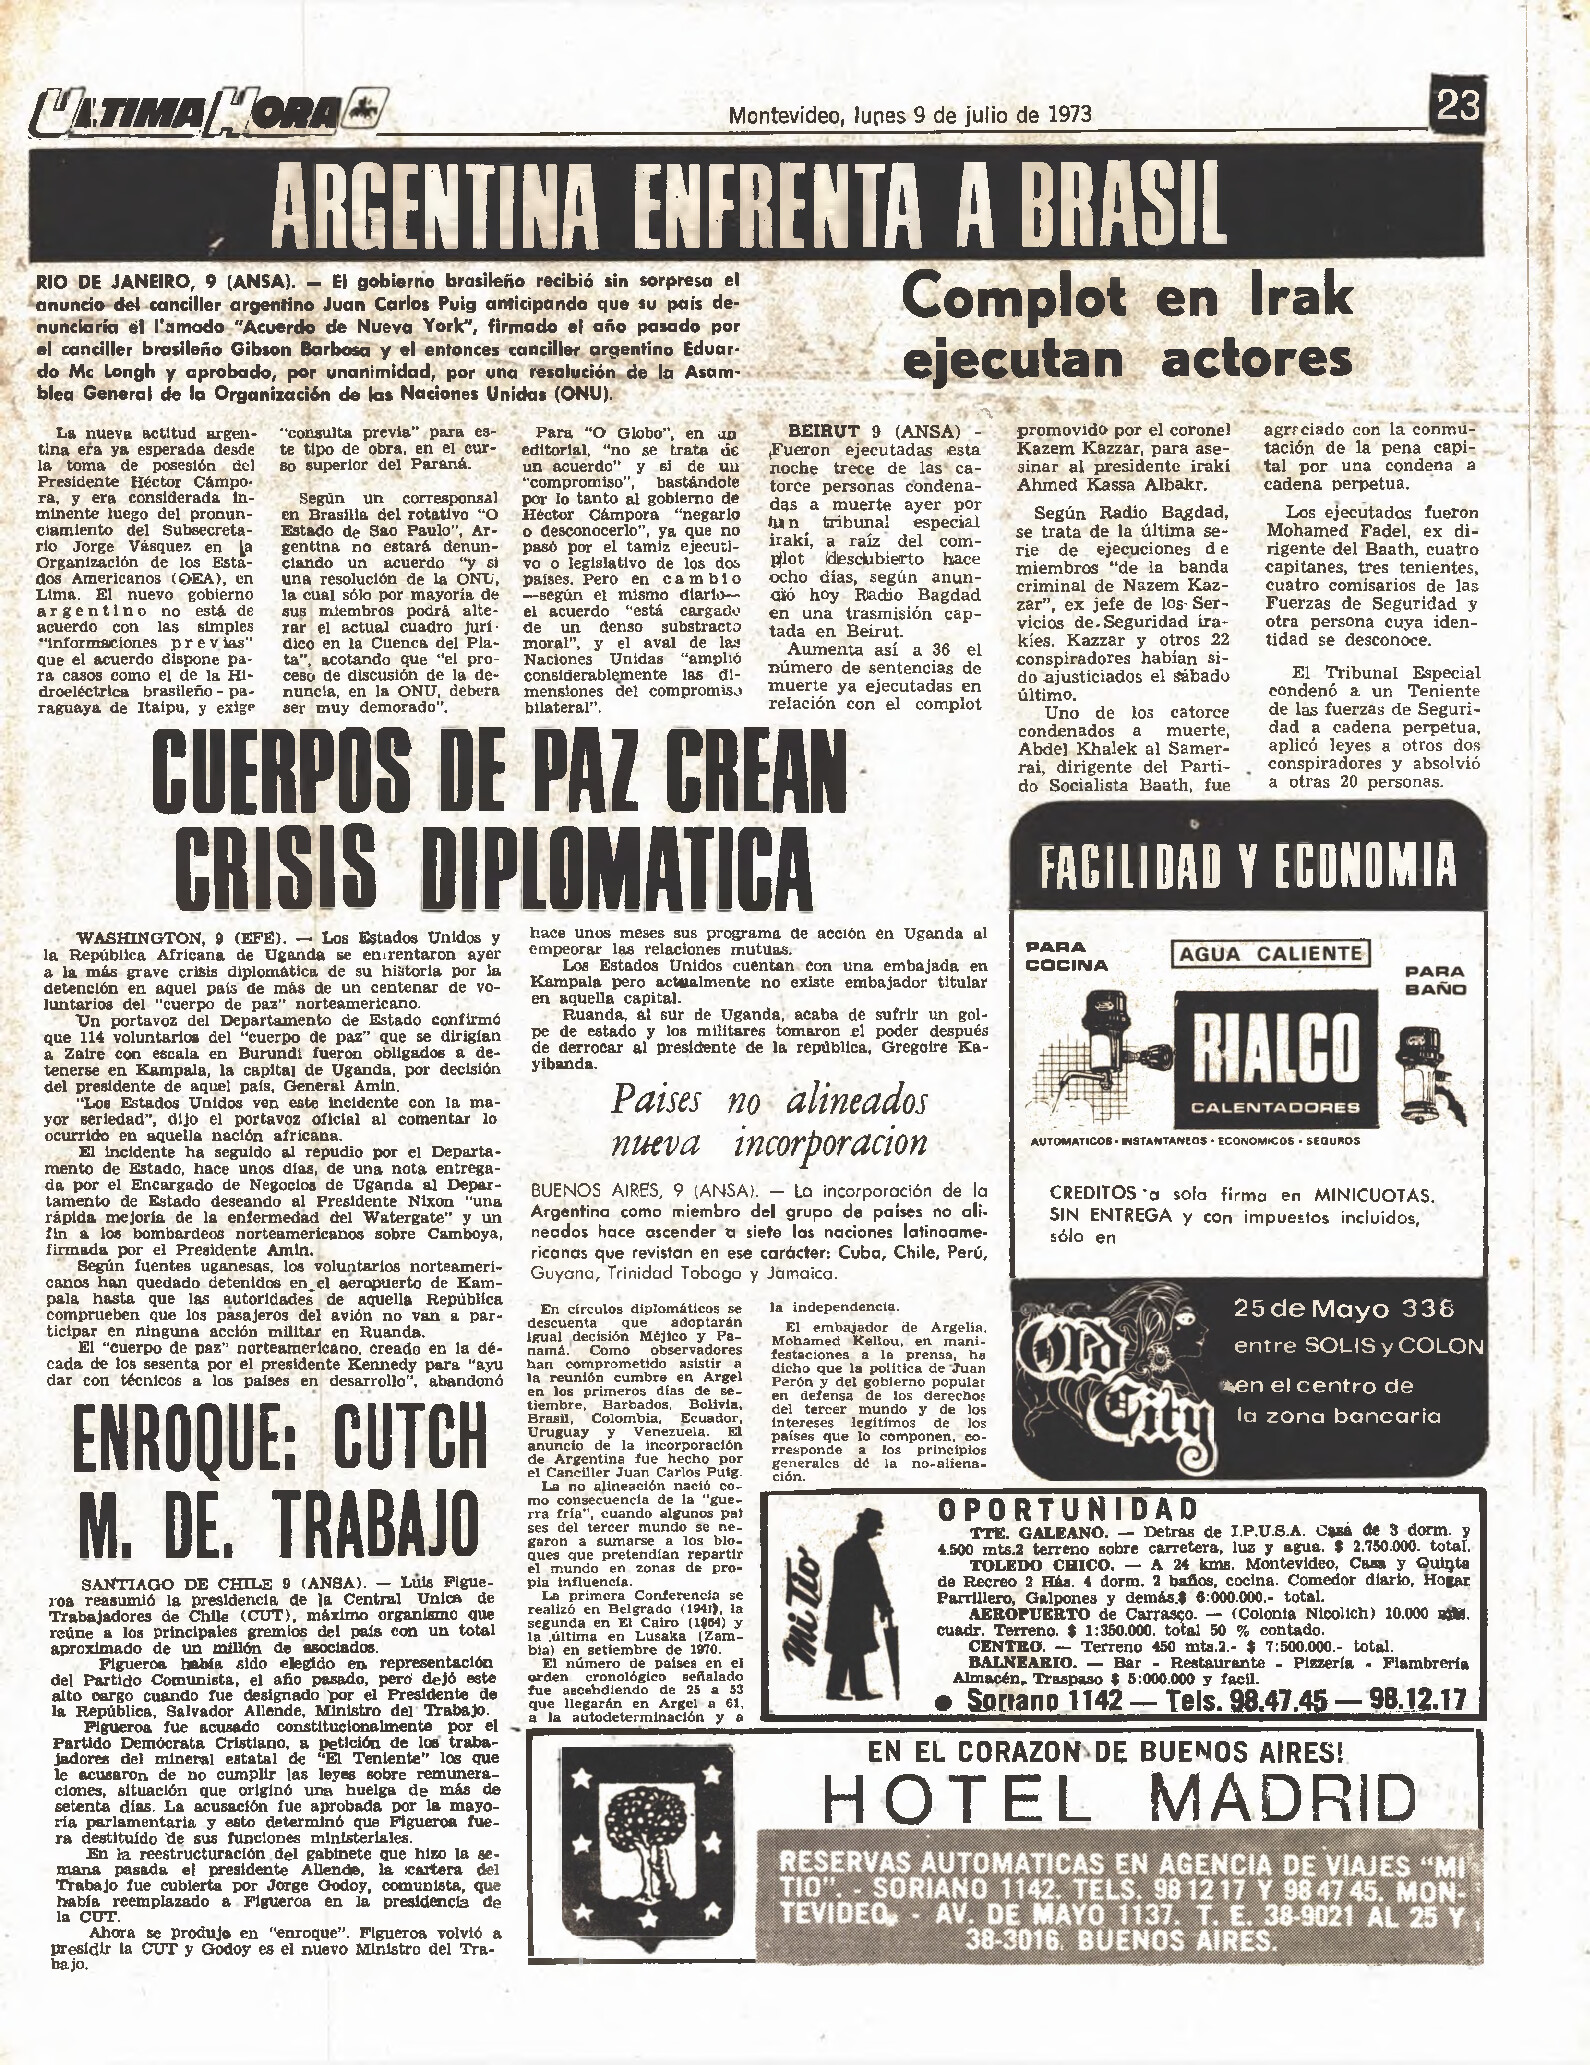 ULTIMA HORA
Montevideo, lunes 9 de julio de 1973
23
ARGENTINA ENFRENTA A BRASIL
RIO DE JANEIRO, 9 (ANSA). — El gobierno brasileño recibió sin sorpresa el
anuncio del canciller argentino Juan Carlos Puig anticipando que su país de-
nunciaría el l'amado "Acuerdo de Nueva York", firmado el año pasado por
el canciller brasileño Gibson Barbosa y el entonces canciller argentino Eduar-
do Mc Longh y aprobado, por unanimidad, por una resolución de la Asam-
blea General de la Organización de las Naciones Unidas (ONU).
La nueva actitud argen-
tina era ya esperada desde
la toma de posesión del
Presidente Héctor Cámpo-
ra, y era considerada in-
minente luego del pronun-
ciamiento del Subsecreta-
rio Jorge Vásquez en la
Organización de los Esta-
dos Americanos (OEA), en
Lima. El nuevo gobierno
argentino no está de
acuerdo con las simples
"informaciones previas"
que el acuerdo dispone pa-
ra casos como el de la Hi-
droeléctrica brasileño-pa-
raguaya de Itaipu, y exige
"consulta previa" para es-
te tipo de obra, en el cur-
so superior del Paraná.
Según un corresponsal
en Brasilia del rotativo "O
Estado de Sao Paulo", Ar-
gentina no estará denun-
ciando un acuerdo "y si
una resolución de la ONU,
la cual sólo por mayoría de
sus miembros podrá alte-
rar el actual cuadro jurí-
dico en la Cuenca del Pla-
ta", acotando que "el pro-
ceso de discusión de la de-
nuncia, en la ONU, debera
ser muy demorado".
Para "O Globo", en un
editorial, "no se trata de
un acuerdo" y si de un
"compromiso", bastándole
por lo tanto al gobierno de
Héctor Cámpora "negarlo
o desconocerlo", ya que no
pasó por el tamiz ejecuti-
vo o legislativo de los dos
países. Pero en cambio
—según el mismo diario—
el acuerdo "está cargado
de un denso substracto
moral", y el aval de las
Naciones Unidas "amplió
considerablemente las di-
mensiones del compromiso
bilateral".
Complot en Irak
ejecutan actores
BEIRUT 9 (ANSA) -
Fueron ejecutadas esta
noche trece de las ca-
torce personas condena-
das a muerte ayer por
un tribunal especial
irakí, a raíz del com-
plot descubierto hace
ocho días, según anun-
ció hoy Radio Bagdad
en una trasmisión cap-
tada en Beirut.
Aumenta así a 36 el
número de sentencias de
muerte ya ejecutadas en
relación con el complot
promovido por el coronel
Kazem Kazzar, para ase-
sinar al presidente irakí
Ahmed Kassa Albakr.
Según Radio Bagdad,
se trata de la última se-
rie de ejecuciones de
miembros "de la banda
criminal de Nazem Kaz-
zar", ex jefe de los Ser-
vicios de Seguridad ira-
kíes. Kazzar y otros 22
conspiradores habían si-
do ajusticiados el sábado
último.
Uno de los catorce
condenados a muerte,
Abdel Khalek al Samer-
rai, dirigente del Parti-
do Socialista Baath, fue
agraciado con la conmu-
tación de la pena capi-
tal por una condena a
cadena perpetua.
Los ejecutados fueron
Mohamed Fadel, ex di-
rigente del Baath, cuatro
capitanes, tres tenientes,
cuatro comisarios de las
Fuerzas de Seguridad y
otra persona cuya iden-
tidad se desconoce.
El Tribunal Especial
condenó a un Teniente
de las fuerzas de Seguri-
dad a cadena perpetua,
aplicó leyes a otros dos
conspiradores y absolvió
a otras 20 personas.
CUERPOS DE PAZ CREAN
CRISIS DIPLOMATICA
WASHINGTON, 9 (EFE). — Los Estados Unidos y
la República Africana de Uganda se enfrentaron ayer
a la más grave crisis diplomática de su historia por la
detención en aquel país de más de un centenar de vo-
luntarios del "cuerpo de paz" norteamericano.
Un portavoz del Departamento de Estado confirmó
que 114 voluntarios del "cuerpo de paz" que se dirigían
a Zaire con escala en Burundi fueron obligados a de-
tenerse en Kampala, la capital de Uganda, por decisión
del presidente de aquel país, General Amin.
"Los Estados Unidos ven este incidente con la ma-
yor seriedad", dijo el portavoz oficial al comentar lo
ocurrido en aquella nación africana.
El incidente ha seguido al repudio por el Departa-
mento de Estado, hace unos días, de una nota entrega-
da por el Encargado de Negocios de Uganda al Depar-
tamento de Estado deseando al Presidente Nixon "una
rápida mejoría de la enfermedad del Watergate" y un
fin a los bombardeos norteamericanos sobre Camboya,
firmada por el Presidente Amin.
Según fuentes uganesas, los voluntarios norteameri-
canos han quedado detenidos en el aeropuerto de Kam-
pala hasta que las autoridades de aquella República
comprueben que los pasajeros del avión no van a par-
ticipar en ninguna acción militar en Ruanda.
El "cuerpo de paz" norteamericano, creado en la dé-
cada de los sesenta por el presidente Kennedy para "ayu
dar con técnicos a los países en desarrollo", abandonó
hace unos meses sus programa de acción en Uganda al
empeorar las relaciones mutuas.
Los Estados Unidos cuentan con una embajada en
Kampala pero actualmente no existe embajador titular
en aquella capital.
Ruanda, al sur de Uganda, acaba de sufrir un gol-
pe de estado y los militares tomaron el poder después
de derrocar al presidente de la república, Gregoire Ka-
yibanda.
Paises no alineados
nueva incorporacion
BUENOS AIRES, 9 (ANSA). — La incorporación de la
Argentina como miembro del grupo de países no ali-
neados hace ascender a siete las naciones latinoame-
ricanas que revistan en ese carácter: Cuba, Chile, Perú,
Guyana, Trinidad Tobago y Jamaica.
En círculos diplomáticos se
descuenta que adoptarán
igual decisión Méjico y Pa-
namá. Como observadores
han comprometido asistir a
la reunión cumbre en Argel
en los primeros días de se-
tiembre, Barbados, Bolivia,
Brasil, Colombia, Ecuador,
Uruguay y Venezuela. El
anuncio de la incorporación
de Argentina fue hecho por
el Canciller Juan Carlos Puig.
La no alineación nació co-
mo consecuencia de la "gue-
rra fría", cuando algunos paí
ses del tercer mundo se ne-
garon a sumarse a los blo-
ques que pretendían repartir
el mundo en zonas de pro-
pia influencia.
La primera Conferencia se
realizó en Belgrado (1941), la
segunda en El Cairo (1964) y
la última en Lusaka (Zam-
bia) en setiembre de 1970.
El número de países en el
orden cronológico señalado
fue ascendiendo de 25 a 53
que llegarán en Argel a 61.
a la autodeterminación y a
la independencia.
El embajador de Argelia,
Mohamed Kellou, en mani-
festaciones a la prensa, ha
dicho que la política de Juan
Perón y del gobierno popular
en defensa de los derechos
del tercer mundo y de los
intereses legítimos de los
países que lo componen, co-
rresponde a los principios
generales dé la no-aliena-
ción.
ENROQUE: CUTCH
M. DE. TRABAJO
SANTIAGO DE CHILE 9 (ANSA). — Luis Figue-
roa reasumió la presidencia de la Central Unica de
Trabajadores de Chile (CUT), máximo organismo que
reúne a los principales gremios del país con un total
aproximado de un millón de asociados.
Figueroa había sido elegido en representación
del Partido Comunista, el año pasado, pero dejó este
alto cargo cuando fue designado por el Presidente de
la República, Salvador Allende, Ministro del Trabajo.
Figueroa fue acusado constitucionalmente por el
Partido Demócrata Cristiano, a petición de los traba-
jadores del mineral estatal de "El Teniente" los que
le acusaron de no cumplir las leyes sobre remunera-
ciones, situación que originó una huelga de más de
setenta días. La acusación fue aprobada por la mayo-
ría parlamentaria y esto determinó que Figueroa fue-
ra destituído de sus funciones ministeriales.
En la reestructuración del gabinete que hizo la se-
mana pasada el presidente Allende, la cartera del
Trabajo fue cubierta por Jorge Godoy, comunista, que
había reemplazado a Figueroa en la presidencia de
la CUT.
Ahora se produjo en "enroque". Figueroa volvió a
presidir la CUT y Godoy es el nuevo Ministro del Tra-
bajo.
FACILIDAD Y ECONOMIA
PARA
COCINA
AGUA CALIENTE
PARA
BAÑO
RIALCO
CALENTADORES
AUTOMATICOS · INSTANTANEOS · ECONOMICOS · SEGUROS
CREDITOS a sola firma en MINICUOTAS.
SIN ENTREGA y con impuestos incluidos,
sólo en
Old
City
25 de Mayo 338
entre SOLIS y COLON
en el centro de
la zona bancaria
mi Tío
OPORTUNIDAD
TTE. GALEANO. — Detras de I.P.U.S.A. Casa de 3 dorm. y
4.500 mts.2 terreno sobre carretera, luz y agua. $ 2.750.000. total.
TOLEDO CHICO. — A 24 kms. Montevideo, Casa y Quinta
de Recreo 2 Hás. 4 dorm. 2 baños, cocina. Comedor diario, Hogar
Parrillero, Galpones y demás.$ 6:000.000.- total.
AEROPUERTO de Carrasco. — (Colonia Nicolich) 10.000 mts.
cuadr. Terreno. $ 1:350.000. total 50 % contado.
CENTRO. — Terreno 450 mts.2.- $ 7:500.000.- total.
BALNEARIO. — Bar - Restaurante - Pizzería - Fiambrería
Almacén. Traspaso $ 5:000.000 y facil.
● Soriano 1142 — Tels. 98.47.45 — 98.12.17
EN EL CORAZON DE BUENOS AIRES!
HOTEL MADRID
RESERVAS AUTOMATICAS EN AGENCIA DE VIAJES "MI
TIO". - SORIANO 1142. TELS. 98 12 17 Y 98 47 45. MON-
TEVIDEO. - AV. DE MAYO 1137. T. E. 38-9021 AL 25 Y
38-3016. BUENOS AIRES.